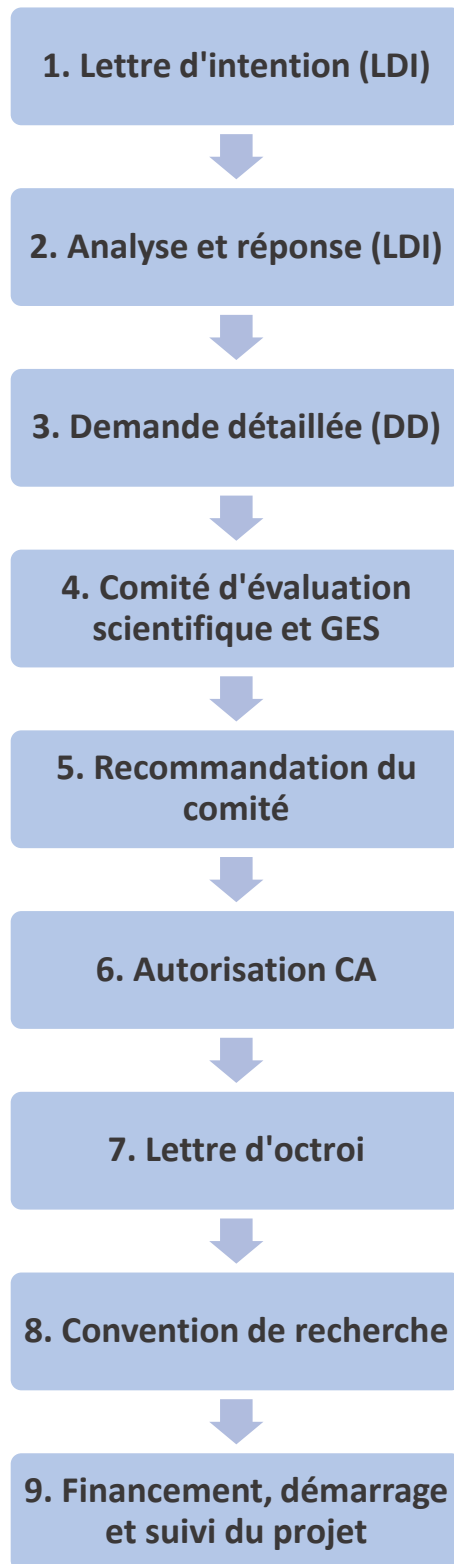 1. Lettre d'intention (LDI)
2. Analyse et réponse (LDI)
3. Demande détaillée (DD)
4. Comité d'évaluation
scientifique et GES
5. Recommandation du
comité
6. Autorisation CA
7. Lettre d'octroi
8. Convention de recherche
9. Financement, démarrage
et suivi du projet